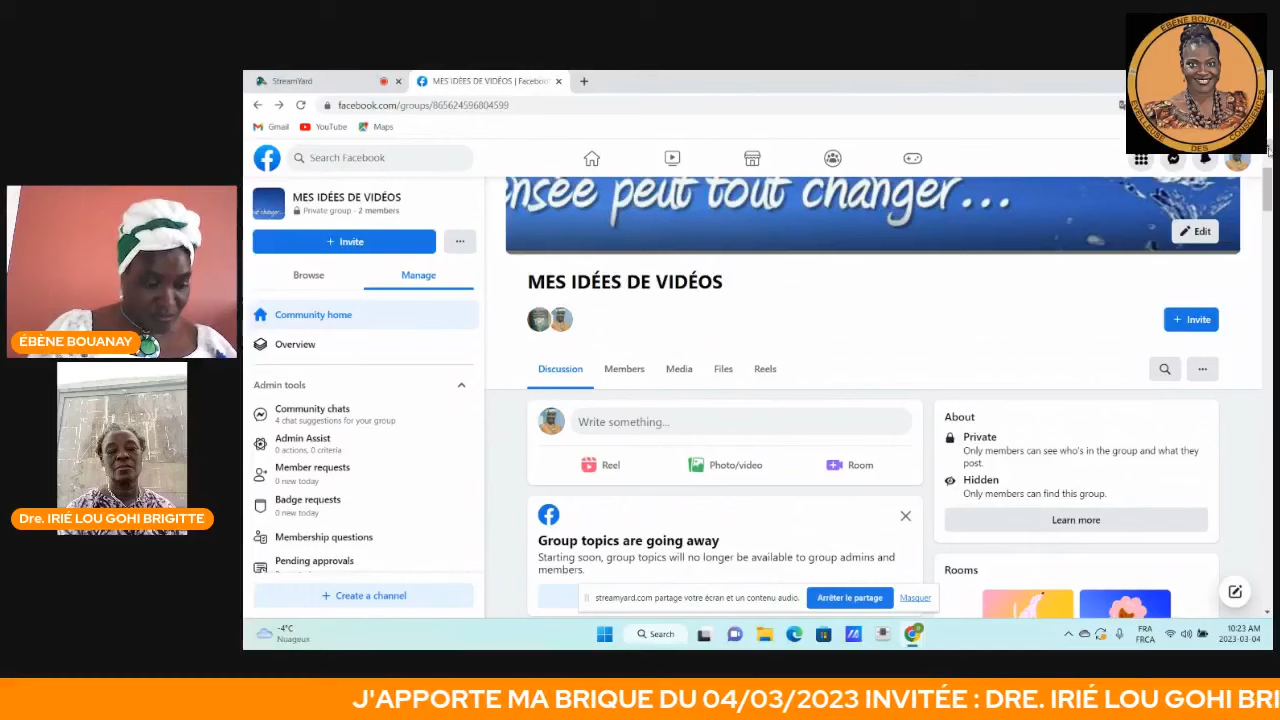 ÉBÈNE BOUANAY
ÉVEILLEUSE DES CONSCIENCES
StreamYard
MES IDÉES DE VIDÉOS | Faceboo
facebook.com/groups/865624596804599
Gmail
YouTube
Maps
Search Facebook
MES IDÉES DE VIDÉOS
Private group · 2 members
+ Invite
Browse
Manage
Community home
Overview
Admin tools
Community chats
4 chat suggestions for your group
Admin Assist
0 actions, 0 criteria
Member requests
0 new today
Badge requests
0 new today
Membership questions
Pending approvals
+ Create a channel
ensée peut tout changer...
Edit
MES IDÉES DE VIDÉOS
+ Invite
Discussion
Members
Media
Files
Reels
Write something...
Reel
Photo/video
Room
Group topics are going away
Starting soon, group topics will no longer be available to group admins and
members.
About
Private
Only members can see who's in the group and what they
post.
Hidden
Only members can find this group.
Learn more
Rooms
streamyard.com partage votre écran et un contenu audio.
Arrêter le partage
Masquer
-4°C
Nuageux
Search
FRA
FRCA
10:23 AM
2023-03-04
ÉBÈNE BOUANAY
Dre. IRIÉ LOU GOHI BRIGITTE
J'APPORTE MA BRIQUE DU 04/03/2023 INVITÉE : DRE. IRIÉ LOU GOHI BRI